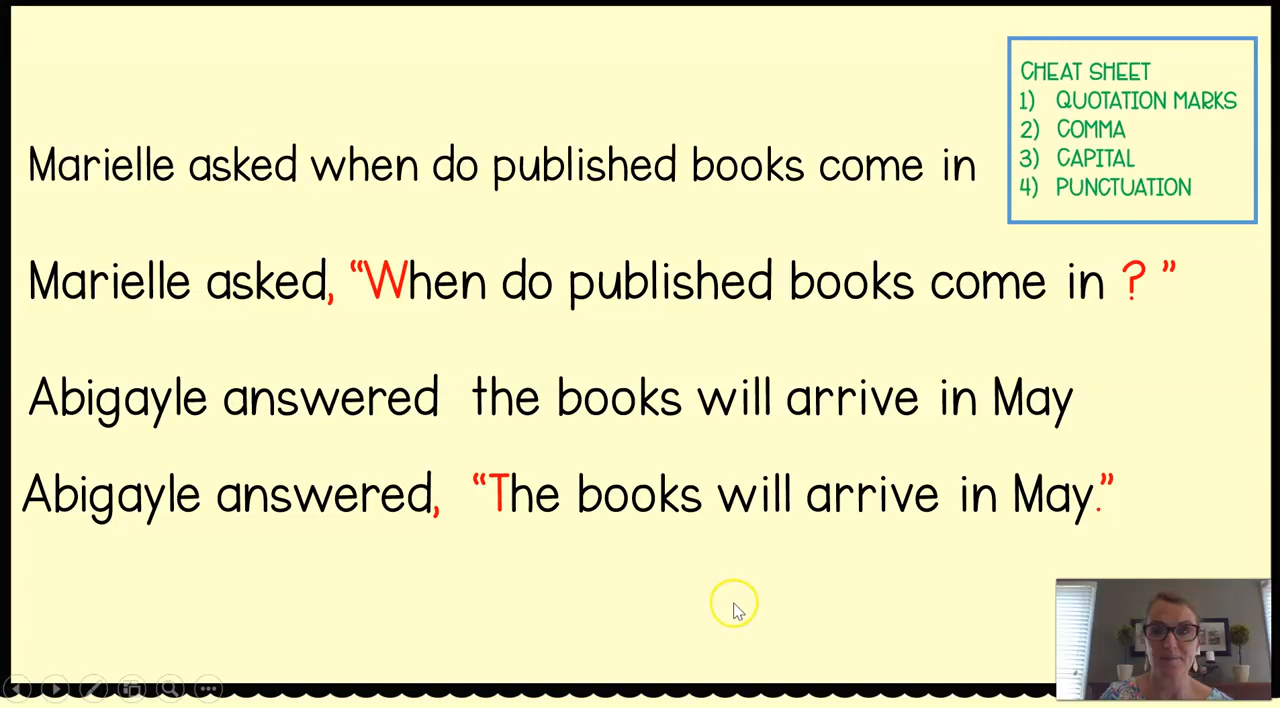 CHEAT SHEET
1) QUOTATION MARKS
2) COMMA
3) CAPITAL
4) PUNCTUATION
Marielle asked when do published books come in
Marielle asked, “When do published books come in ? ”
Abigayle answered the books will arrive in May
Abigayle answered, “The books will arrive in May.”